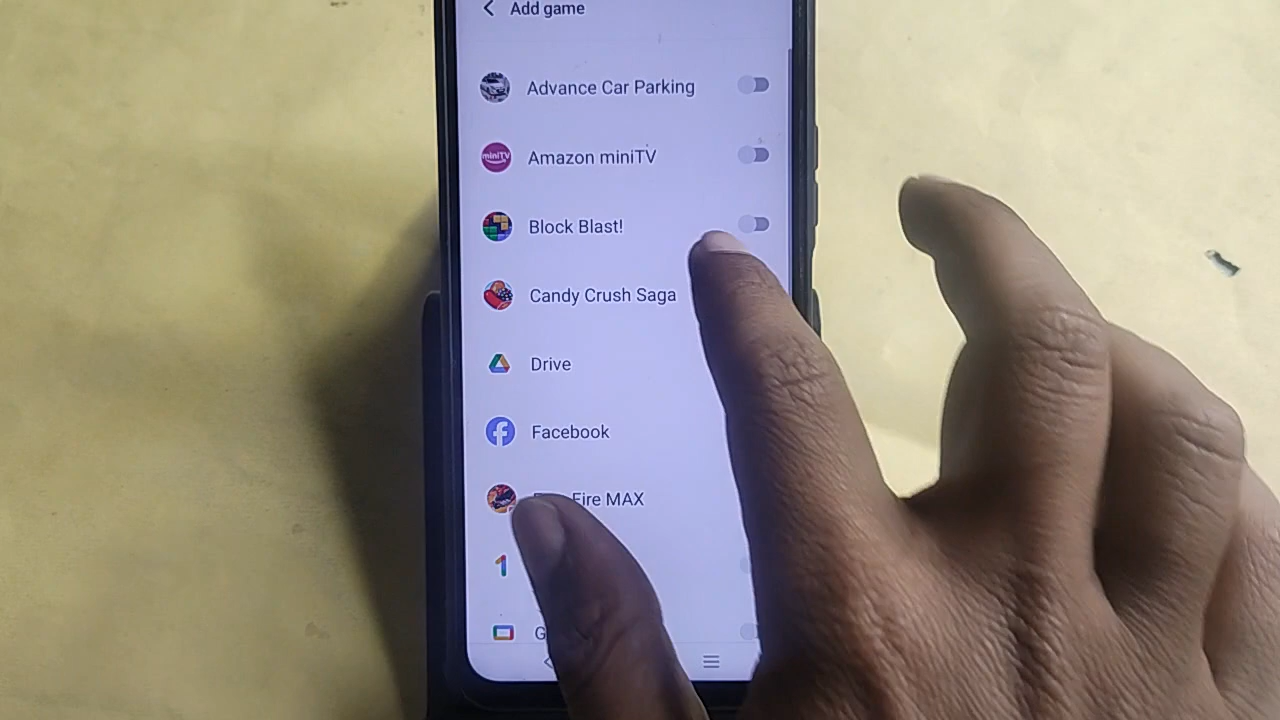 Add game
Advance Car Parking
miniTV
Amazon miniTV
Block Blast!
Candy Crush Saga
Drive
Facebook
Fire MAX
G